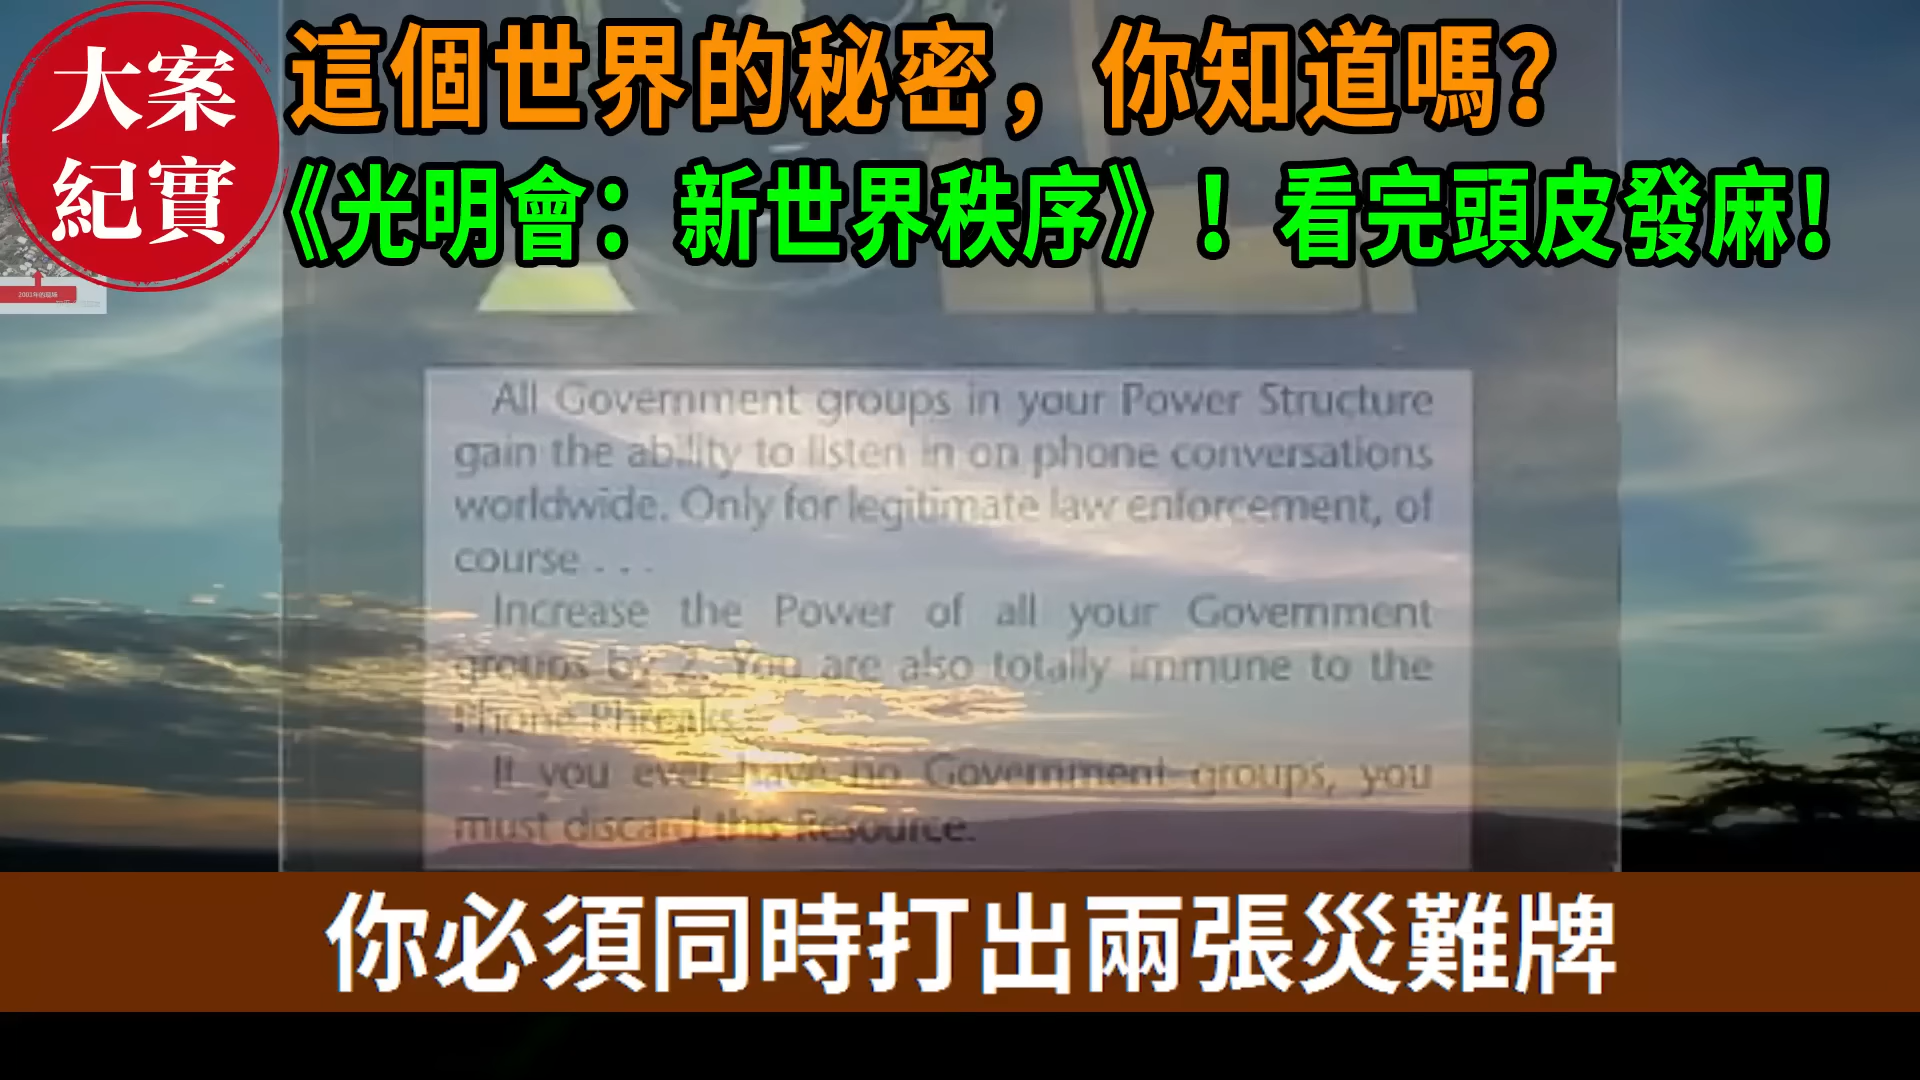 大案
紀實
這個世界的秘密，你知道嗎？
《光明會：新世界秩序》！看完頭皮發麻！
All Government groups in your Power Structure
gain the ability to listen in on phone conversations
worldwide. Only for legitimate law enforcement, of
course . . .
Increase the Power of all your Government
groups by 2. You are also totally immune to the
Phone Phreaks.
If you ever have no Government groups, you
must discard this Resource.
你必須同時打出兩張災難牌